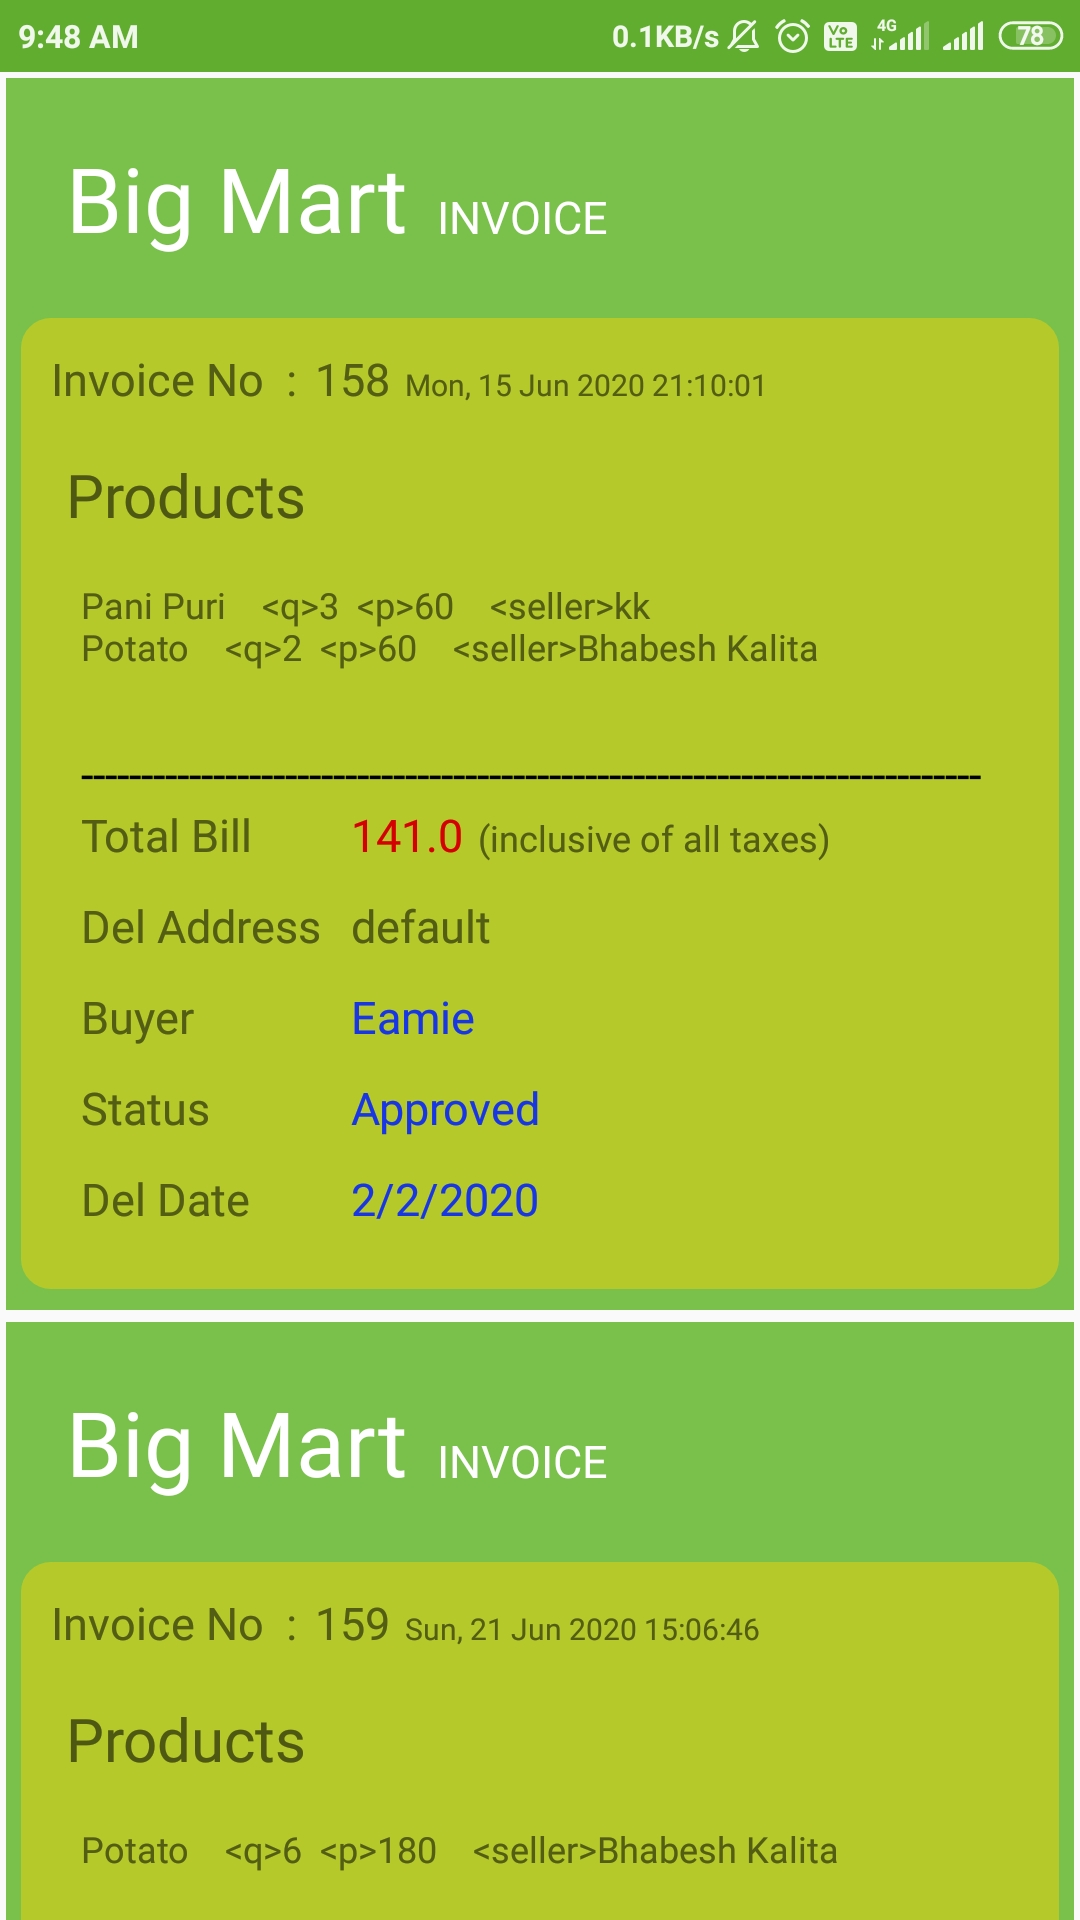 9:48 AM 0.1KB/s Vo LTE 4G 78
Big Mart INVOICE
Invoice No : 158 Mon, 15 Jun 2020 21:10:01
Products
Pani Puri <q>3 <p>60 <seller>kk
Potato <q>2 <p>60 <seller>Bhabesh Kalita
---------------------------------------------------------------------------
Total Bill 141.0 (inclusive of all taxes)
Del Address default
Buyer Eamie
Status Approved
Del Date 2/2/2020
Big Mart INVOICE
Invoice No : 159 Sun, 21 Jun 2020 15:06:46
Products
Potato <q>6 <p>180 <seller>Bhabesh Kalita